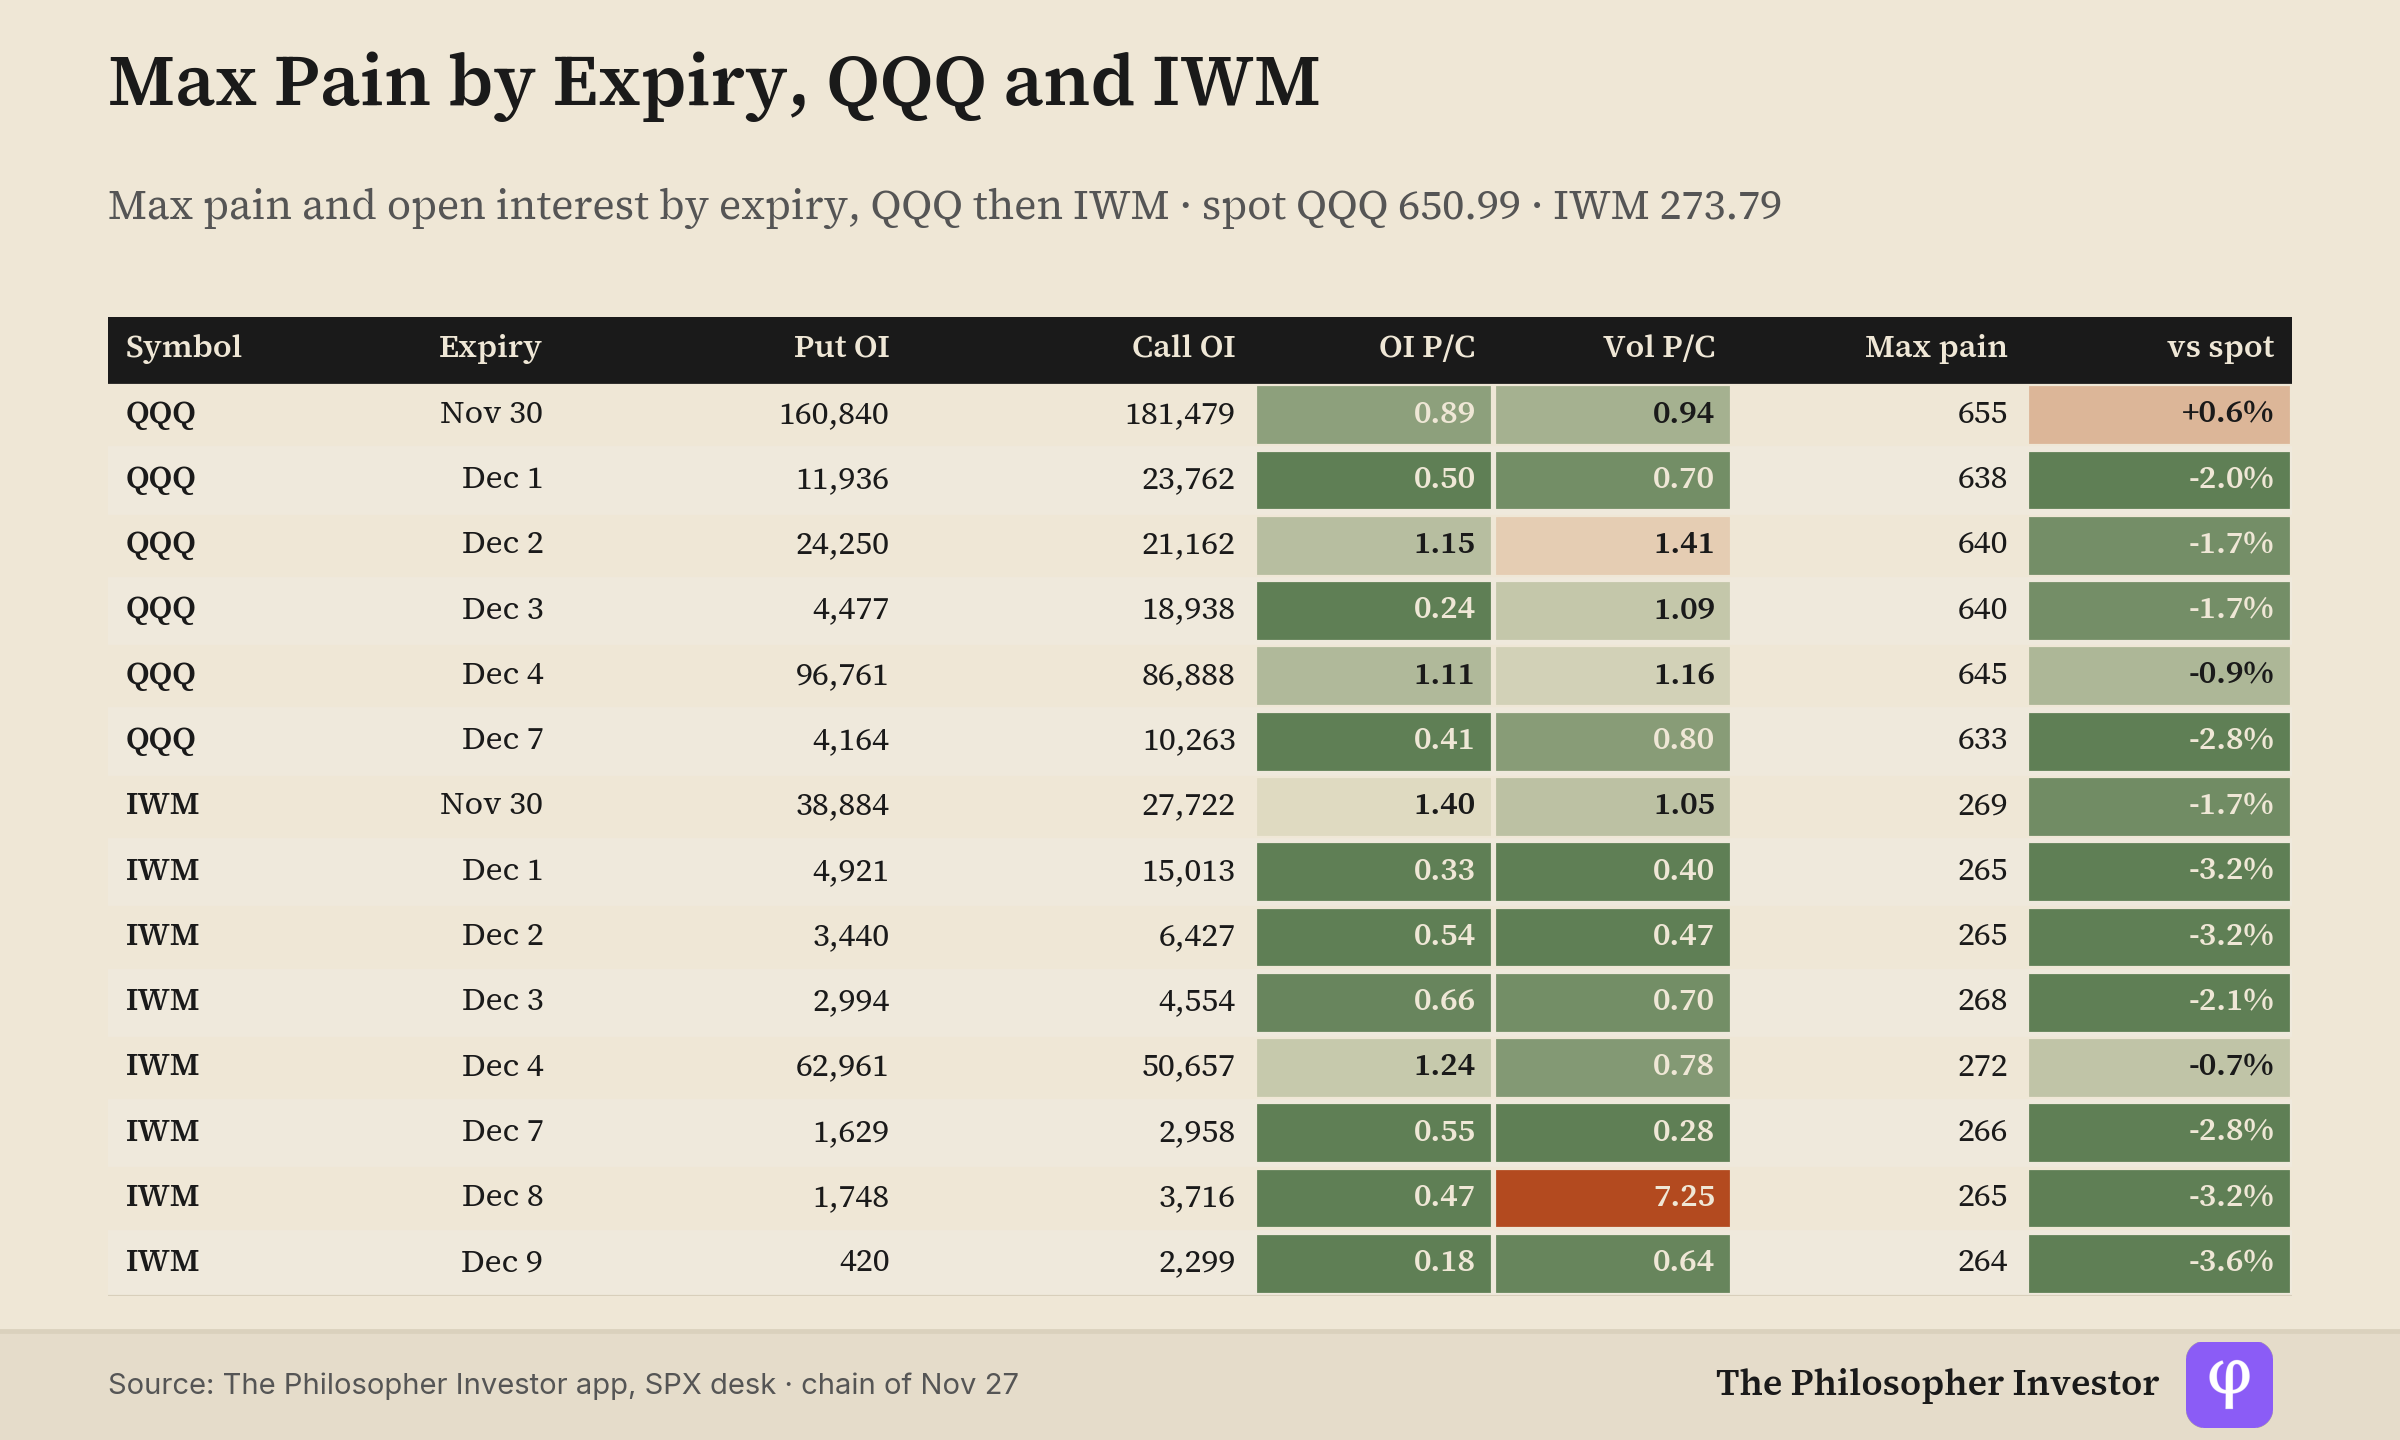 Max Pain by Expiry, QQQ and IWM
Max pain and open interest by expiry, QQQ then IWM · spot QQQ 650.99 · IWM 273.79
Symbol Expiry Put OI Call OI OI P/C Vol P/C Max pain vs spot
QQQ Nov 30 160,840 181,479 0.89 0.94 655 +0.6%
QQQ Dec 1 11,936 23,762 0.50 0.70 638 -2.0%
QQQ Dec 2 24,250 21,162 1.15 1.41 640 -1.7%
QQQ Dec 3 4,477 18,938 0.24 1.09 640 -1.7%
QQQ Dec 4 96,761 86,888 1.11 1.16 645 -0.9%
QQQ Dec 7 4,164 10,263 0.41 0.80 633 -2.8%
IWM Nov 30 38,884 27,722 1.40 1.05 269 -1.7%
IWM Dec 1 4,921 15,013 0.33 0.40 265 -3.2%
IWM Dec 2 3,440 6,427 0.54 0.47 265 -3.2%
IWM Dec 3 2,994 4,554 0.66 0.70 268 -2.1%
IWM Dec 4 62,961 50,657 1.24 0.78 272 -0.7%
IWM Dec 7 1,629 2,958 0.55 0.28 266 -2.8%
IWM Dec 8 1,748 3,716 0.47 7.25 265 -3.2%
IWM Dec 9 420 2,299 0.18 0.64 264 -3.6%
Source: The Philosopher Investor app, SPX desk · chain of Nov 27
The Philosopher Investor φ